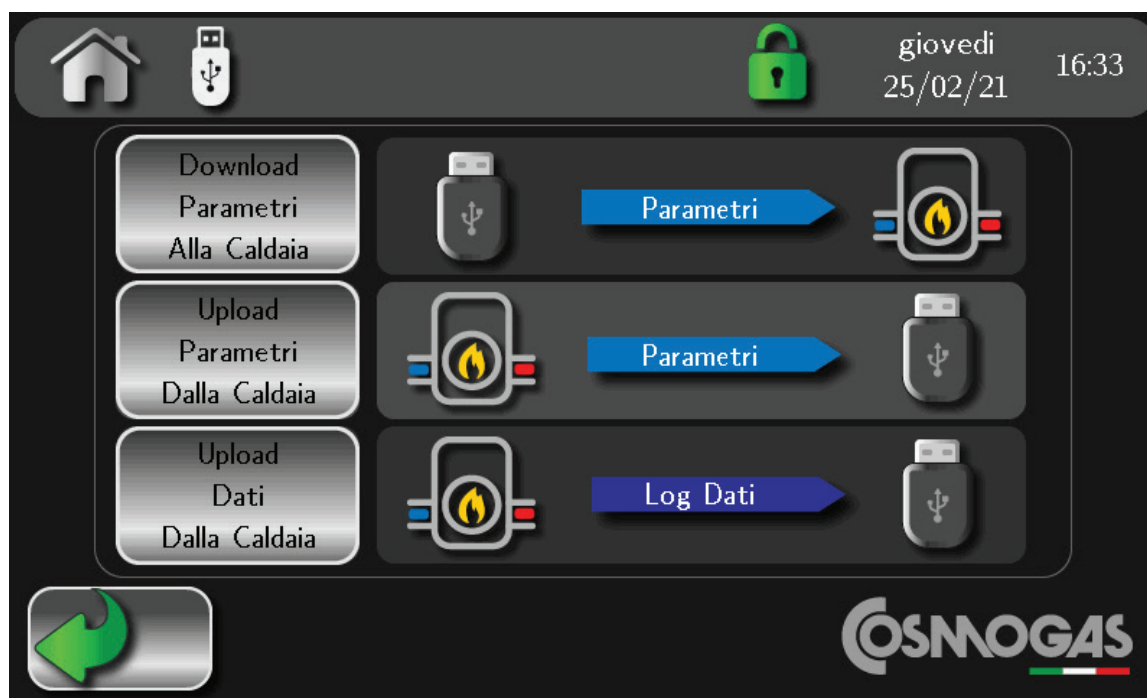 giovedi
25/02/21
16:33
Download
Parametri
Alla Caldaia
Parametri
Upload
Parametri
Dalla Caldaia
Parametri
Upload
Dati
Dalla Caldaia
Log Dati
COSMOGAS